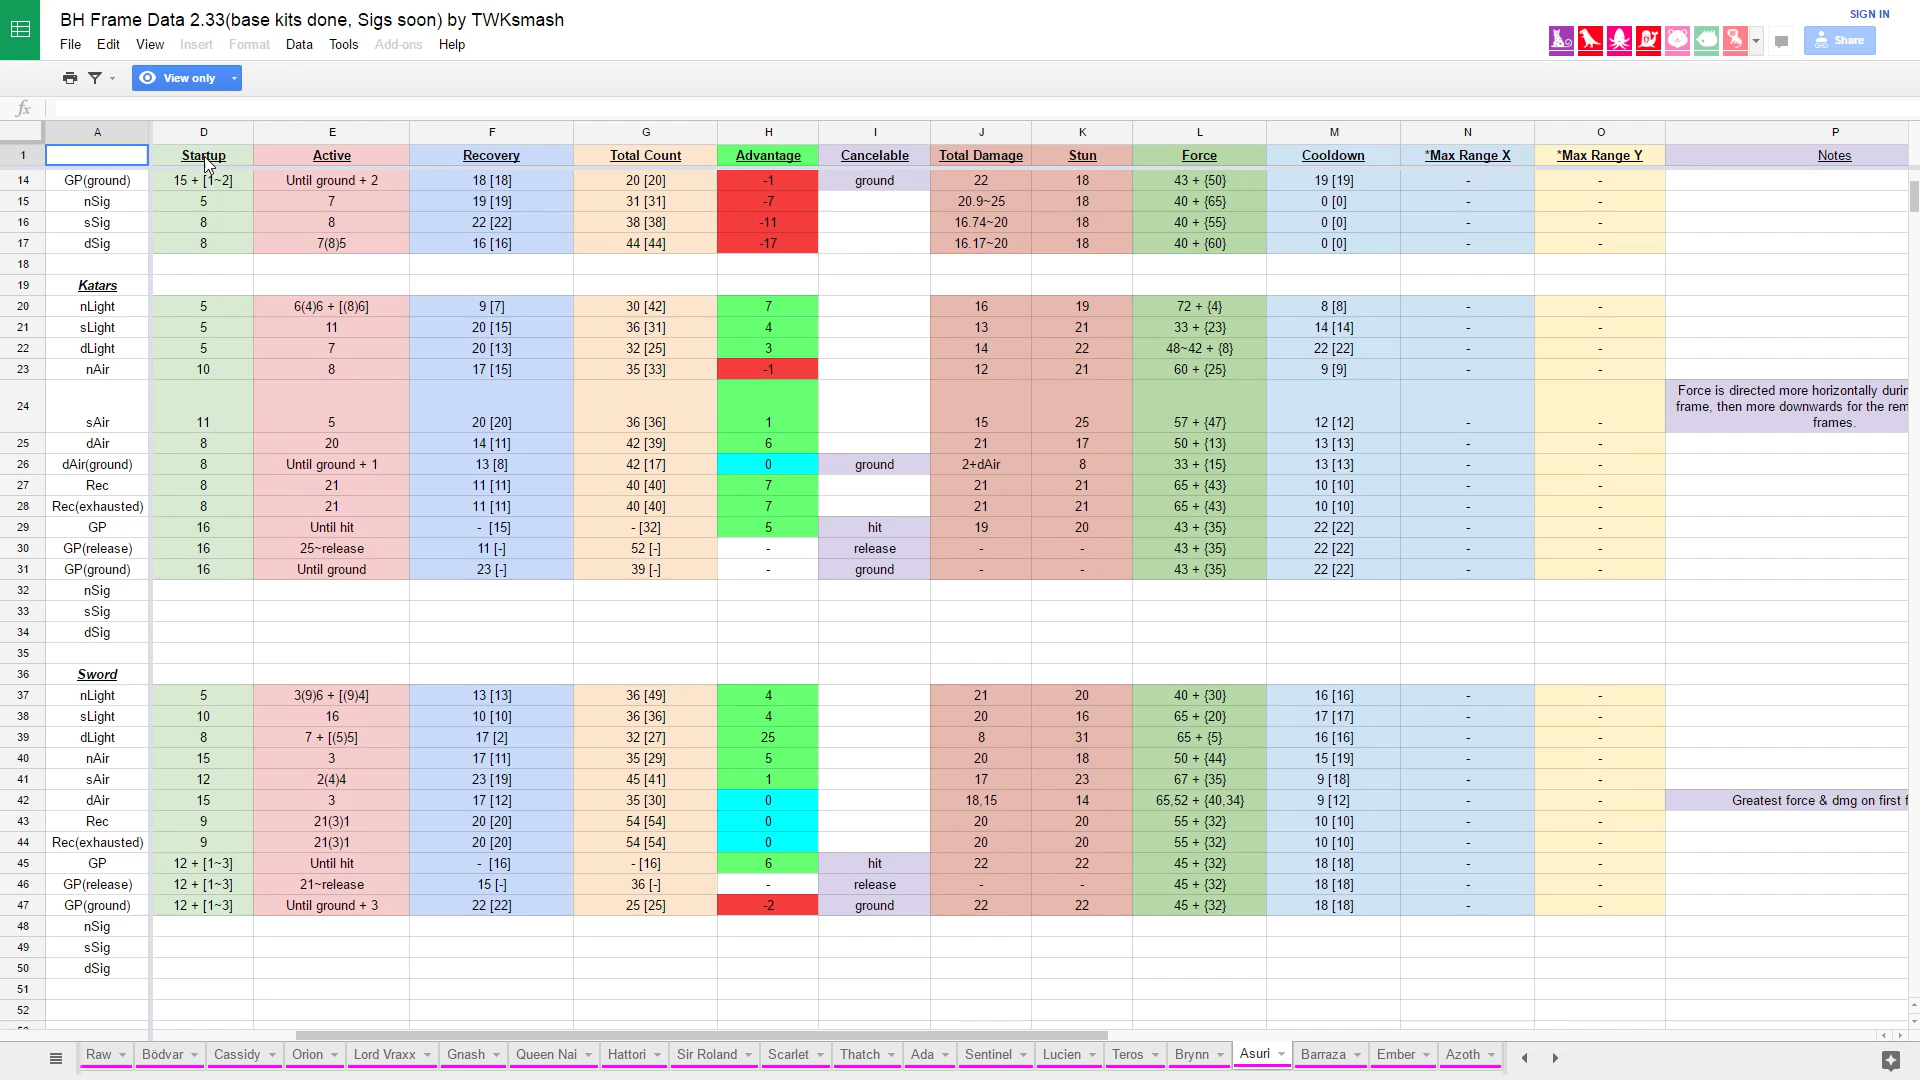 BH Frame Data 2.33(base kits done, Sigs soon) by TWKsmash
SIGN IN
File Edit View Insert Format Data Tools Add-ons Help
Share
View only
fx
A D E F G H I J K L M N O P
1 Startup Active Recovery Total Count Advantage Cancelable Total Damage Stun Force Cooldown *Max Range X *Max Range Y Notes
14 GP(ground) 15 + [1~2] Until ground + 2 18 [18] 20 [20] -1 ground 22 18 43 + {50} 19 [19] - -
15 nSig 5 7 19 [19] 31 [31] -7 20.9~25 18 40 + {65} 0 [0] - -
16 sSig 8 8 22 [22] 38 [38] -11 16.74~20 18 40 + {55} 0 [0] - -
17 dSig 8 7(8)5 16 [16] 44 [44] -17 16.17~20 18 40 + {60} 0 [0] - -
18
19 Katars
20 nLight 5 6(4)6 + [(8)6] 9 [7] 30 [42] 7 16 19 72 + {4} 8 [8] - -
21 sLight 5 11 20 [15] 36 [31] 4 13 21 33 + {23} 14 [14] - -
22 dLight 5 7 20 [13] 32 [25] 3 14 22 48~42 + {8} 22 [22] - -
23 nAir 10 8 17 [15] 35 [33] -1 12 21 60 + {25} 9 [9] - -
Force is directed more horizontally durin
24 frame, then more downwards for the rem
sAir 11 5 20 [20] 36 [36] 1 15 25 57 + {47} 12 [12] - - frames.
25 dAir 8 20 14 [11] 42 [39] 6 21 17 50 + {13} 13 [13] - -
26 dAir(ground) 8 Until ground + 1 13 [8] 42 [17] 0 ground 2+dAir 8 33 + {15} 13 [13] - -
27 Rec 8 21 11 [11] 40 [40] 7 21 21 65 + {43} 10 [10] - -
28 Rec(exhausted) 8 21 11 [11] 40 [40] 7 21 21 65 + {43} 10 [10] - -
29 GP 16 Until hit - [15] - [32] 5 hit 19 20 43 + {35} 22 [22] - -
30 GP(release) 16 25~release 11 [-] 52 [-] - release - - 43 + {35} 22 [22] - -
31 GP(ground) 16 Until ground 23 [-] 39 [-] - ground - - 43 + {35} 22 [22] - -
32 nSig
33 sSig
34 dSig
35
36 Sword
37 nLight 5 3(9)6 + [(9)4] 13 [13] 36 [49] 4 21 20 40 + {30} 16 [16] - -
38 sLight 10 16 10 [10] 36 [36] 4 20 16 65 + {20} 17 [17] - -
39 dLight 8 7 + [(5)5] 17 [2] 32 [27] 25 8 31 65 + {5} 16 [16] - -
40 nAir 15 3 17 [11] 35 [29] 5 20 18 50 + {44} 15 [19] - -
41 sAir 12 2(4)4 23 [19] 45 [41] 1 17 23 67 + {35} 9 [18] - -
42 dAir 15 3 17 [12] 35 [30] 0 18,15 14 65,52 + {40,34} 9 [12] - - Greatest force & dmg on first f
43 Rec 9 21(3)1 20 [20] 54 [54] 0 20 20 55 + {32} 10 [10] - -
44 Rec(exhausted) 9 21(3)1 20 [20] 54 [54] 0 20 20 55 + {32} 10 [10] - -
45 GP 12 + [1~3] Until hit - [16] - [16] 6 hit 22 22 45 + {32} 18 [18] - -
46 GP(release) 12 + [1~3] 21~release 15 [-] 36 [-] - release - - 45 + {32} 18 [18] - -
47 GP(ground) 12 + [1~3] Until ground + 3 22 [22] 25 [25] -2 ground 22 22 45 + {32} 18 [18] - -
48 nSig
49 sSig
50 dSig
51
52
Raw Bödvar Cassidy Orion Lord Vraxx Gnash Queen Nai Hattori Sir Roland Scarlet Thatch Ada Sentinel Lucien Teros Brynn Asuri Barraza Ember Azoth